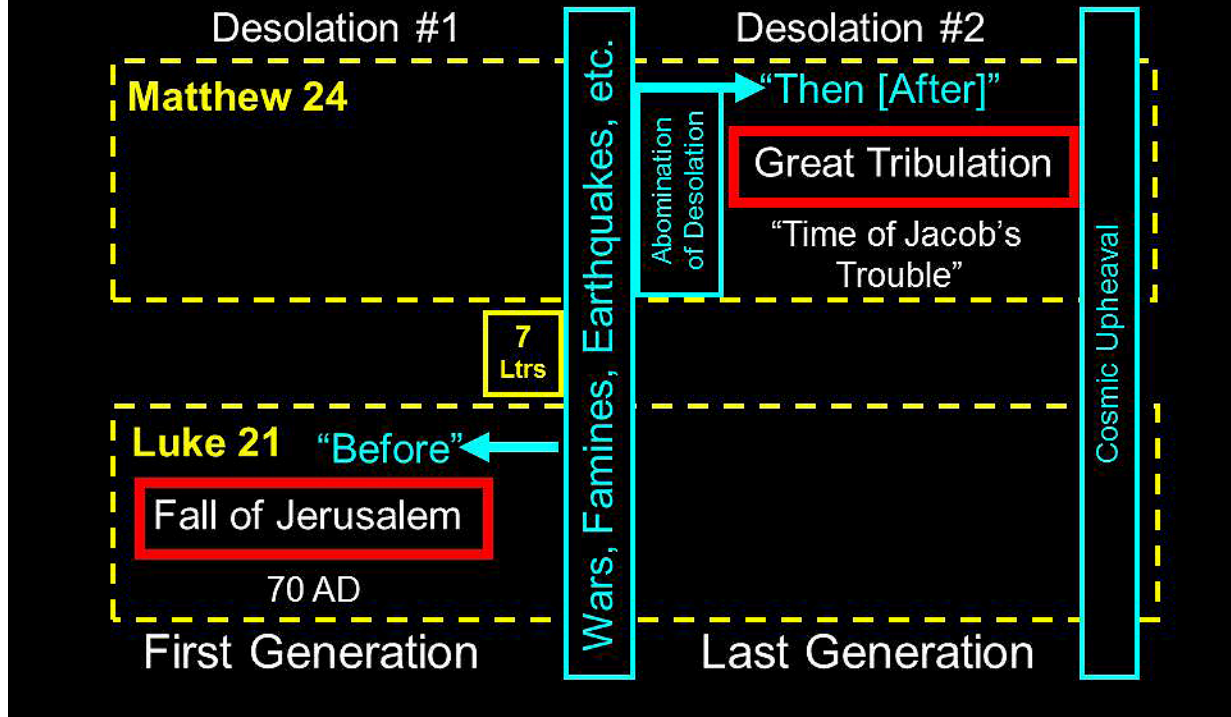 Desolation #1
Desolation #2
Matthew 24
Wars, Famines, Earthquakes, etc.
“Then [After]”
Abomination
of Desolation
Great Tribulation
“Time of Jacob’s
Trouble”
Cosmic Upheaval
7
Ltrs
Luke 21
“Before”
Fall of Jerusalem
70 AD
First Generation
Last Generation